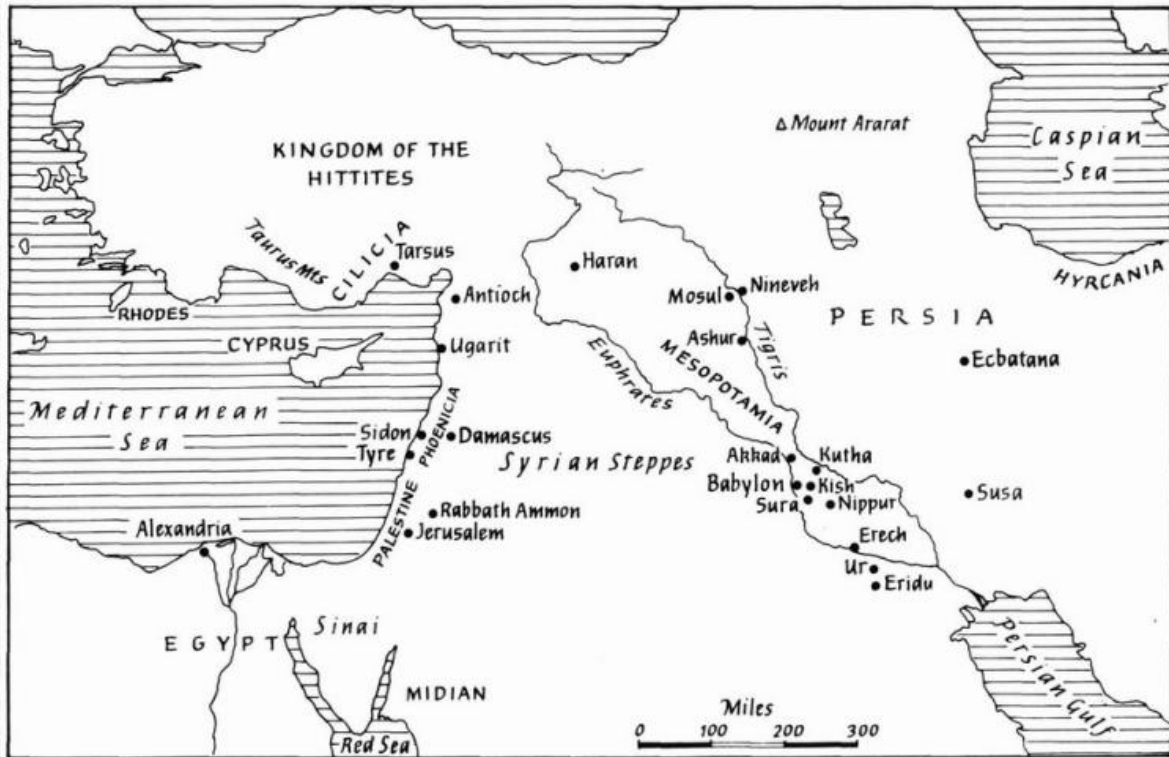 Mount Ararat
Caspian
Sea
KINGDOM OF THE
HITTITES
Taurus Mts
CILICIA
Tarsus
Haran
HYRCANIA
Antioch
Mosul
Nineveh
RHODES
PERSIA
CYPRUS
Ugarit
Ashur
Tigris
Euphrates
MESOPOTAMIA
Ecbatana
Mediterranean
Sea
Sidon
Damascus
Tyre
PHOENICIA
Syrian Steppes
Akkad
Kutha
Babylon
Kish
Susa
Sura
Nippur
Alexandria
Rabbath Ammon
Jerusalem
PALESTINE
Erech
Ur
Eridu
EGYPT
Sinai
MIDIAN
Red Sea
Persian Gulf
Miles
0 100 200 300